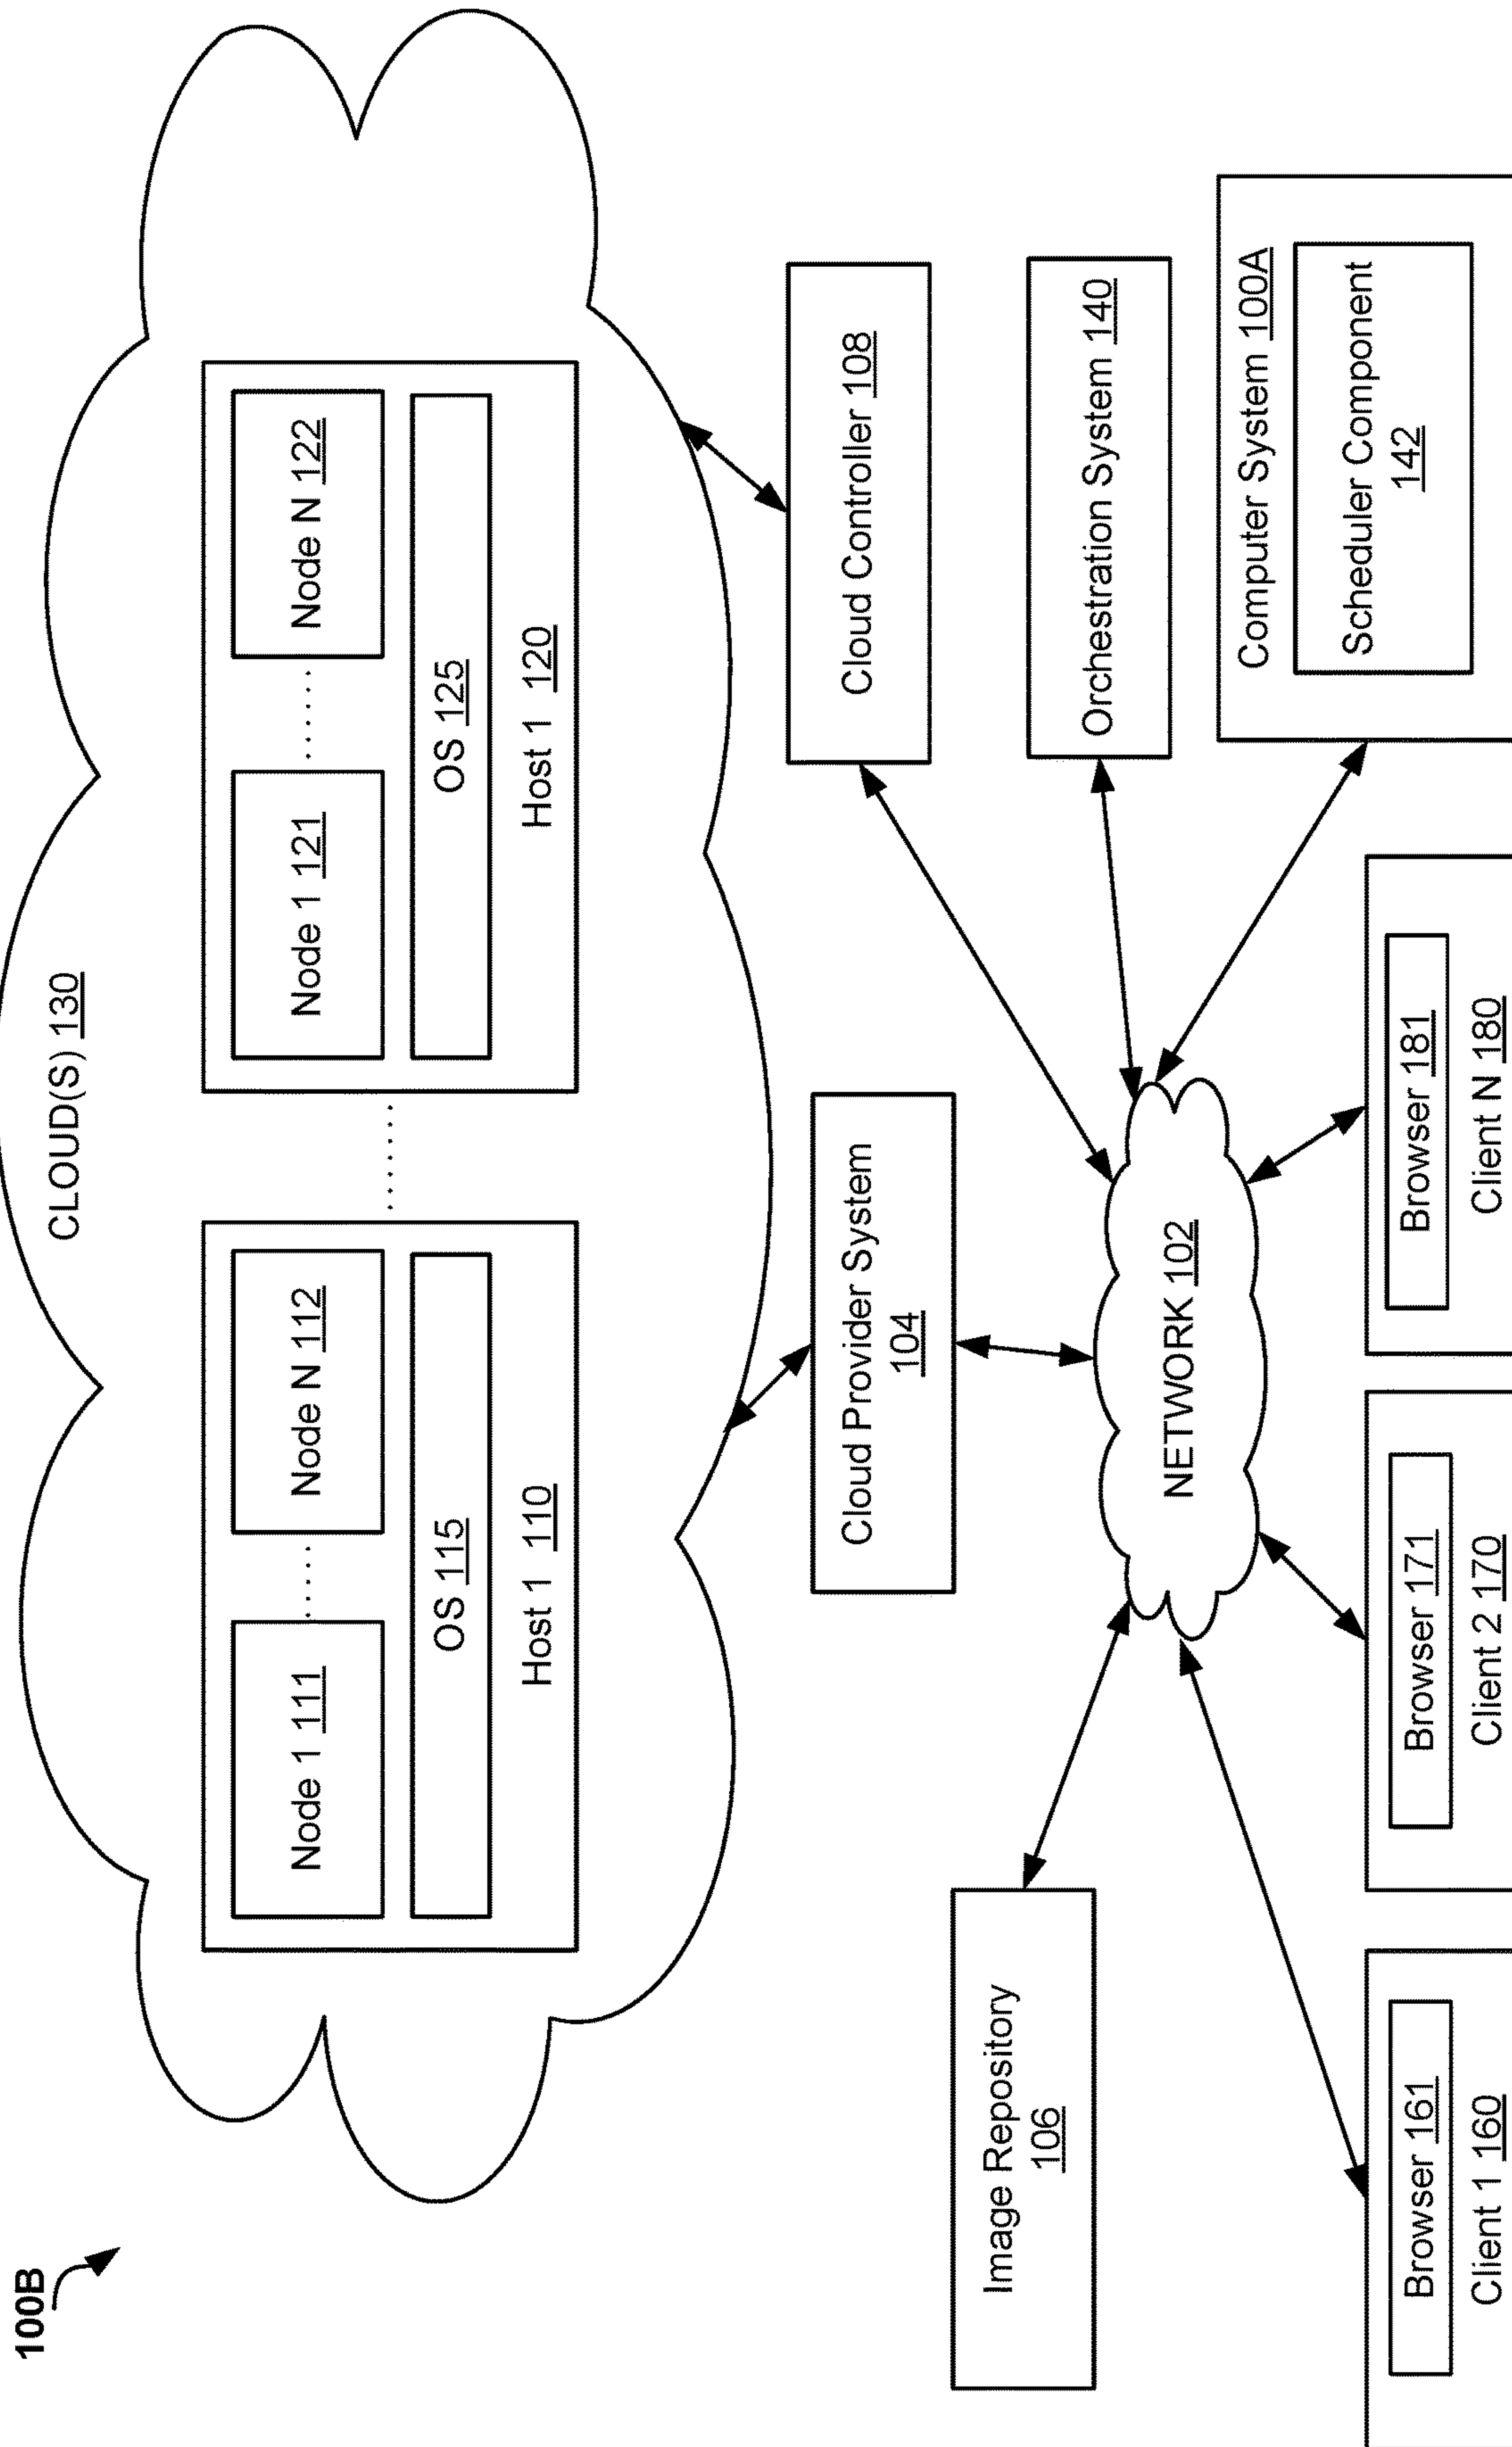 100B
CLOUD(S) 130
Node 1 111
Node N 112
OS 115
Host 1 110
Node 1 121
Node N 122
OS 125
Host 1 120
Cloud Provider System
104
Cloud Controller 108
Image Repository
106
NETWORK 102
Orchestration System 140
Computer System 100A
Scheduler Component
142
Browser 161
Client 1 160
Browser 171
Client 2 170
Browser 181
Client N 180